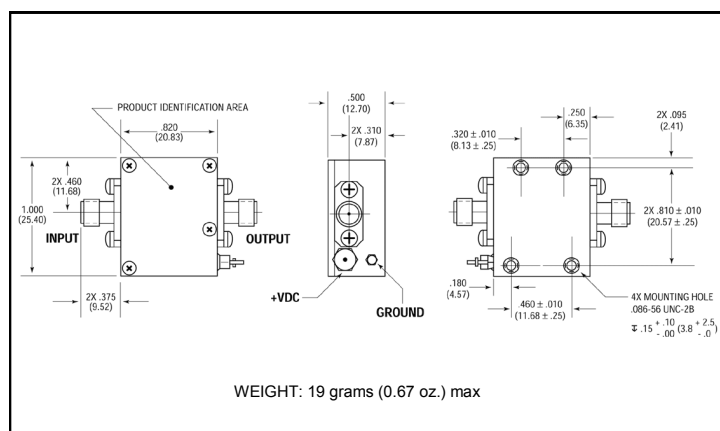 PRODUCT IDENTIFICATION AREA
.820
(20.83)
2X .460
(11.68)
1.000
(25.40)
INPUT
OUTPUT
2X .375
(9.52)
.500
(12.70)
2X .310
(7.87)
+VDC
GROUND
.250
(6.35)
2X .095
(2.41)
.320 ± .010
(8.13 ± .25)
2X .810 ± .010
(20.57 ± .25)
.180
(4.57)
.460 ± .010
(11.68 ± .25)
4X MOUNTING HOLE
.086-56 UNC-2B
↧ .15 + .10 - .00 (3.8 + 2.5 - .0)
WEIGHT: 19 grams (0.67 oz.) max